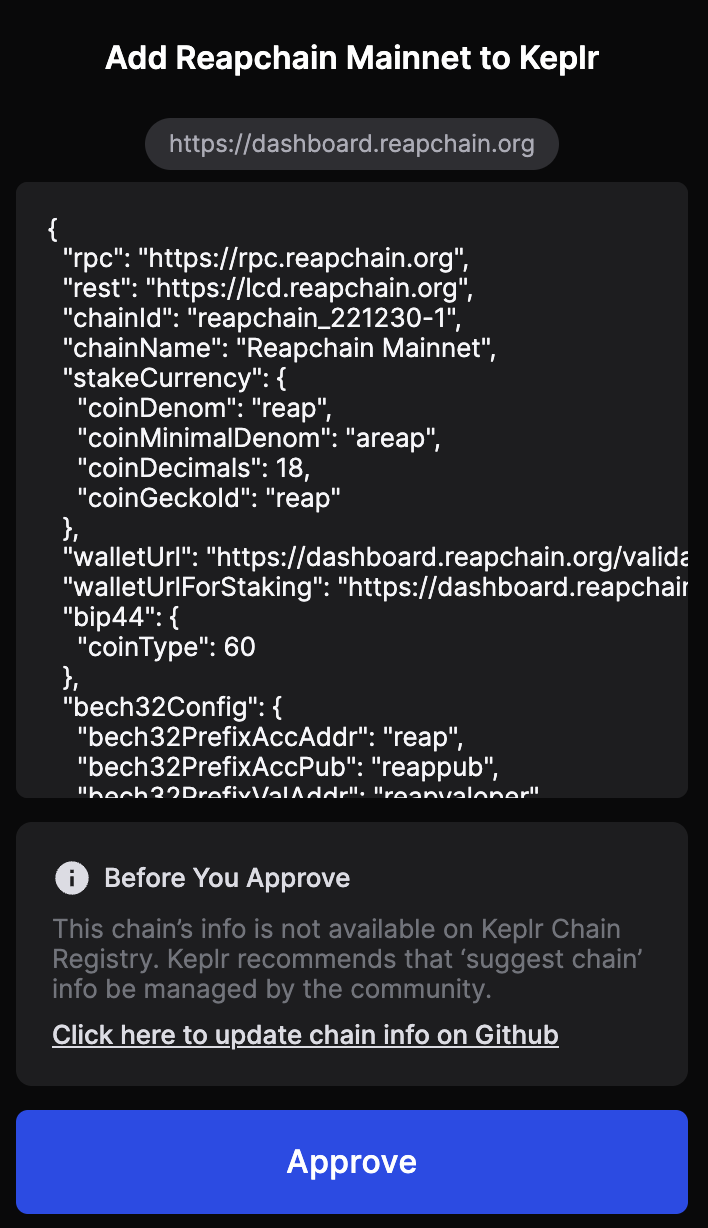 Add Reapchain Mainnet to Keplr
https://dashboard.reapchain.org
{
"rpc": "https://rpc.reapchain.org",
"rest": "https://lcd.reapchain.org",
"chainId": "reapchain_221230-1",
"chainName": "Reapchain Mainnet",
"stakeCurrency": {
"coinDenom": "reap",
"coinMinimalDenom": "areap",
"coinDecimals": 18,
"coinGeckoId": "reap"
},
"walletUrl": "https://dashboard.reapchain.org/valida
"walletUrlForStaking": "https://dashboard.reapchain
"bip44": {
"coinType": 60
},
"bech32Config": {
"bech32PrefixAccAddr": "reap",
"bech32PrefixAccPub": "reappub",
"bech32PrefixValAddr": "reapvaloper"
Before You Approve
This chain’s info is not available on Keplr Chain
Registry. Keplr recommends that ‘suggest chain’
info be managed by the community.
Click here to update chain info on Github
Approve